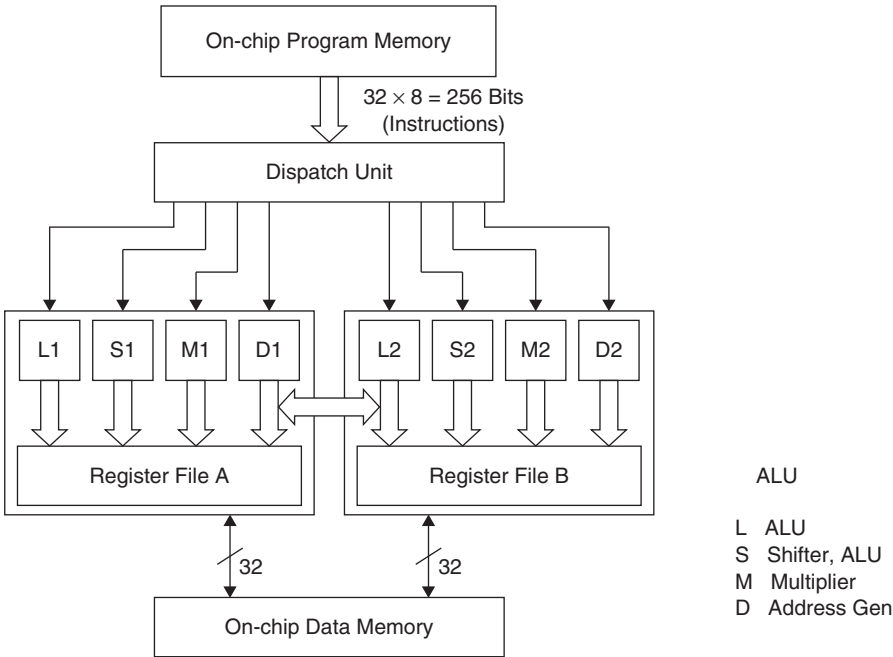 On-chip Program Memory
32 × 8 = 256 Bits
(Instructions)
Dispatch Unit
L1 S1 M1 D1 L2 S2 M2 D2
Register File A Register File B
32 32
On-chip Data Memory
ALU
L ALU
S Shifter, ALU
M Multiplier
D Address Gen